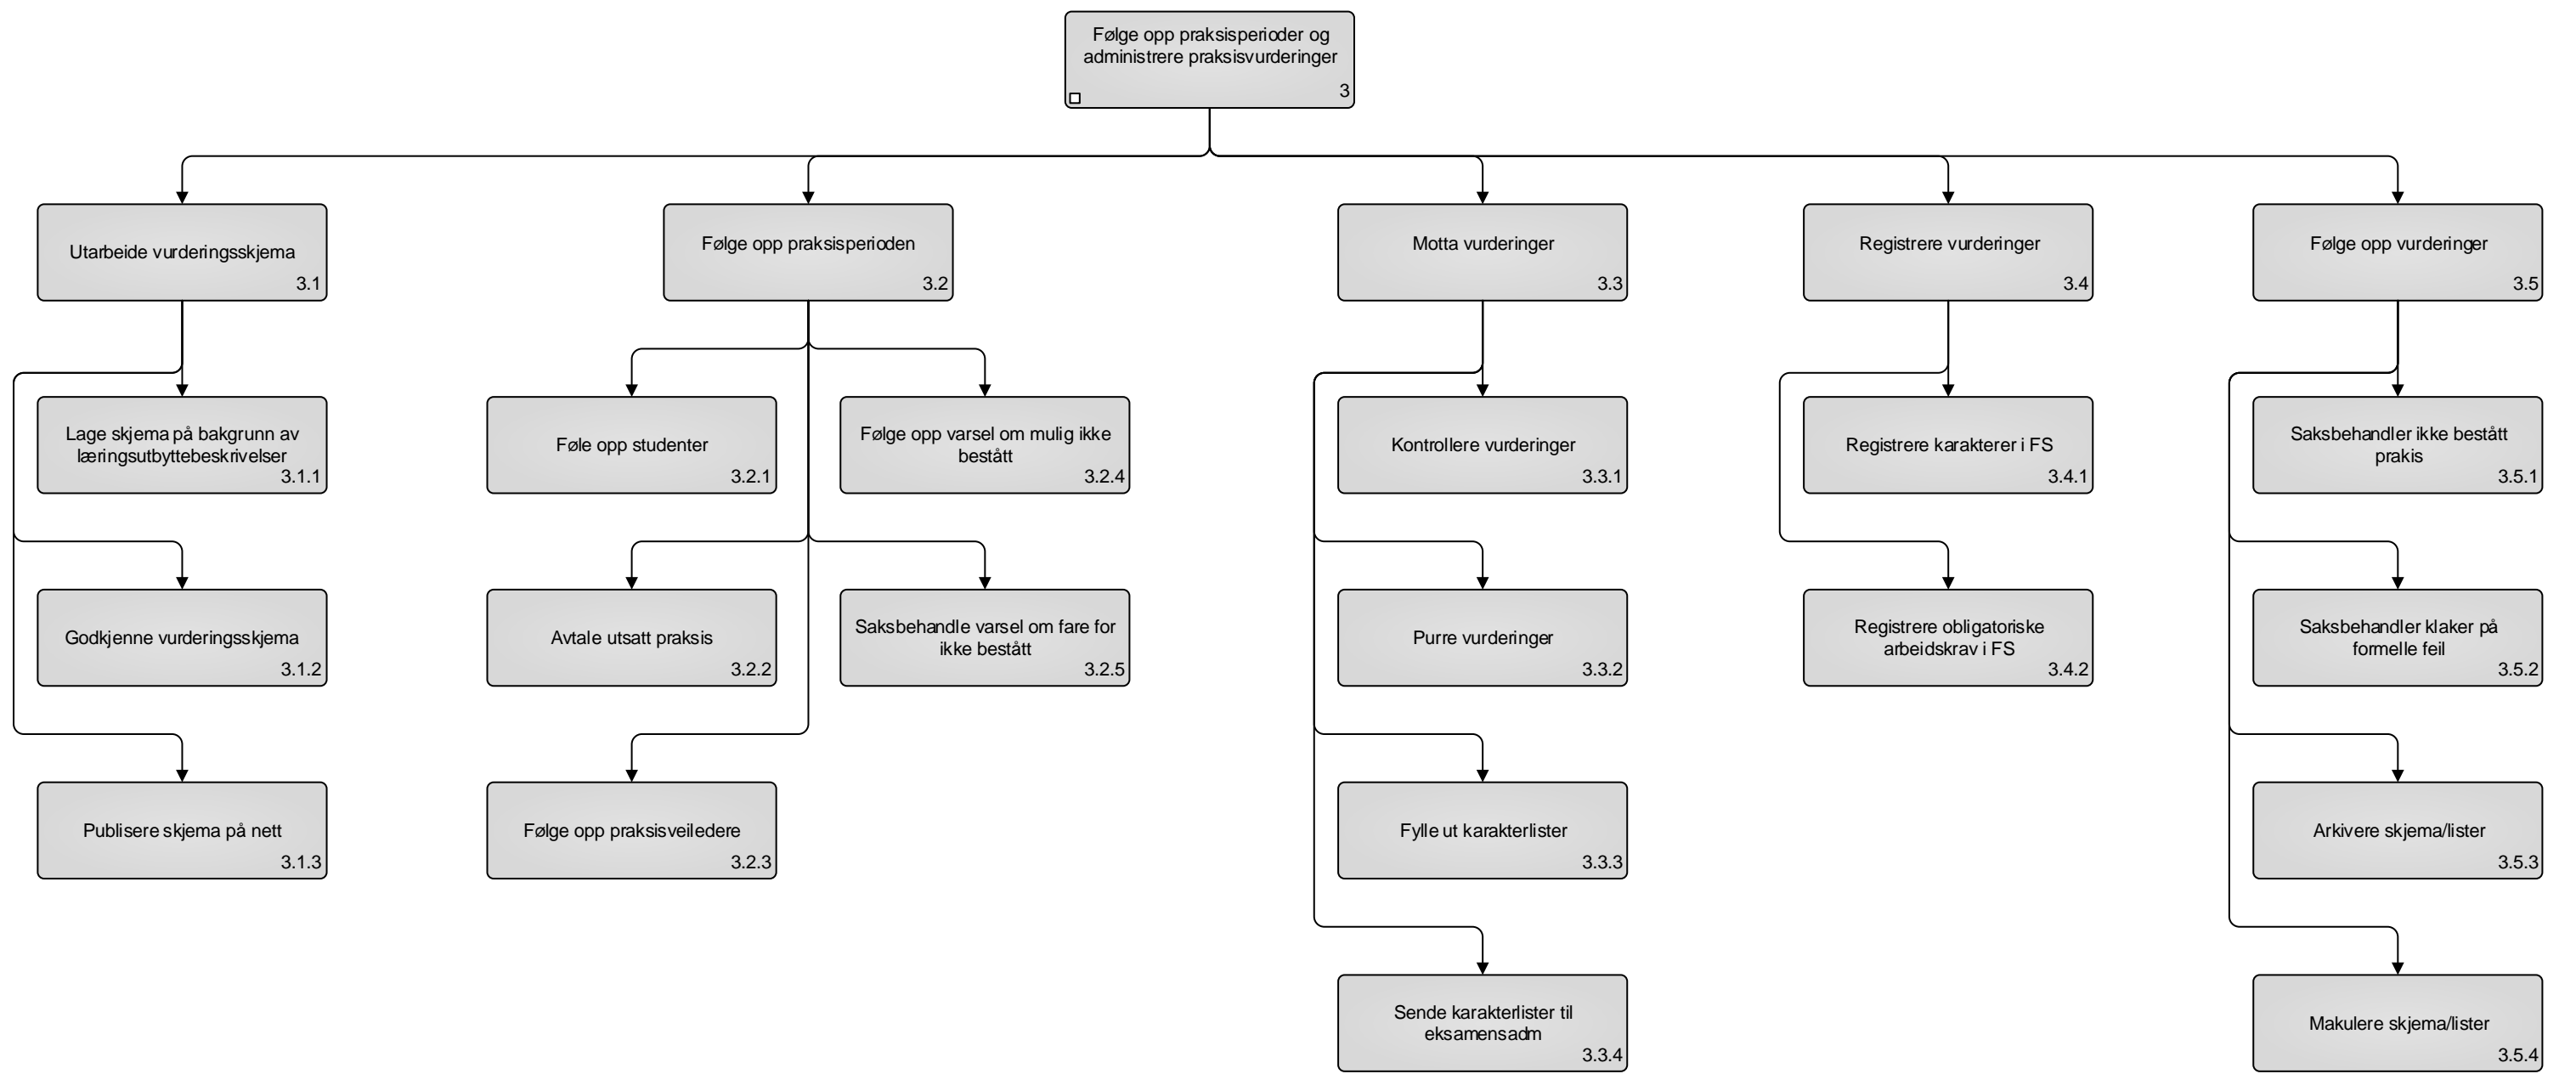 Følge opp praksisperioder og
administrere praksisvurderinger
3
Utarbeide vurderingsskjema
3.1
Følge opp praksisperioden
3.2
Motta vurderinger
3.3
Registrere vurderinger
3.4
Følge opp vurderinger
3.5
Lage skjema på bakgrunn av
læringsutbyttebeskrivelser
3.1.1
Føle opp studenter
3.2.1
Følge opp varsel om mulig ikke
bestått
3.2.4
Kontrollere vurderinger
3.3.1
Registrere karakterer i FS
3.4.1
Saksbehandler ikke bestått
prakis
3.5.1
Godkjenne vurderingsskjema
3.1.2
Avtale utsatt praksis
3.2.2
Saksbehandle varsel om fare for
ikke bestått
3.2.5
Purre vurderinger
3.3.2
Registrere obligatoriske
arbeidskrav i FS
3.4.2
Saksbehandler klaker på
formelle feil
3.5.2
Publisere skjema på nett
3.1.3
Følge opp praksisveiledere
3.2.3
Fylle ut karakterlister
3.3.3
Arkivere skjema/lister
3.5.3
Sende karakterlister til
eksamensadm
3.3.4
Makulere skjema/lister
3.5.4